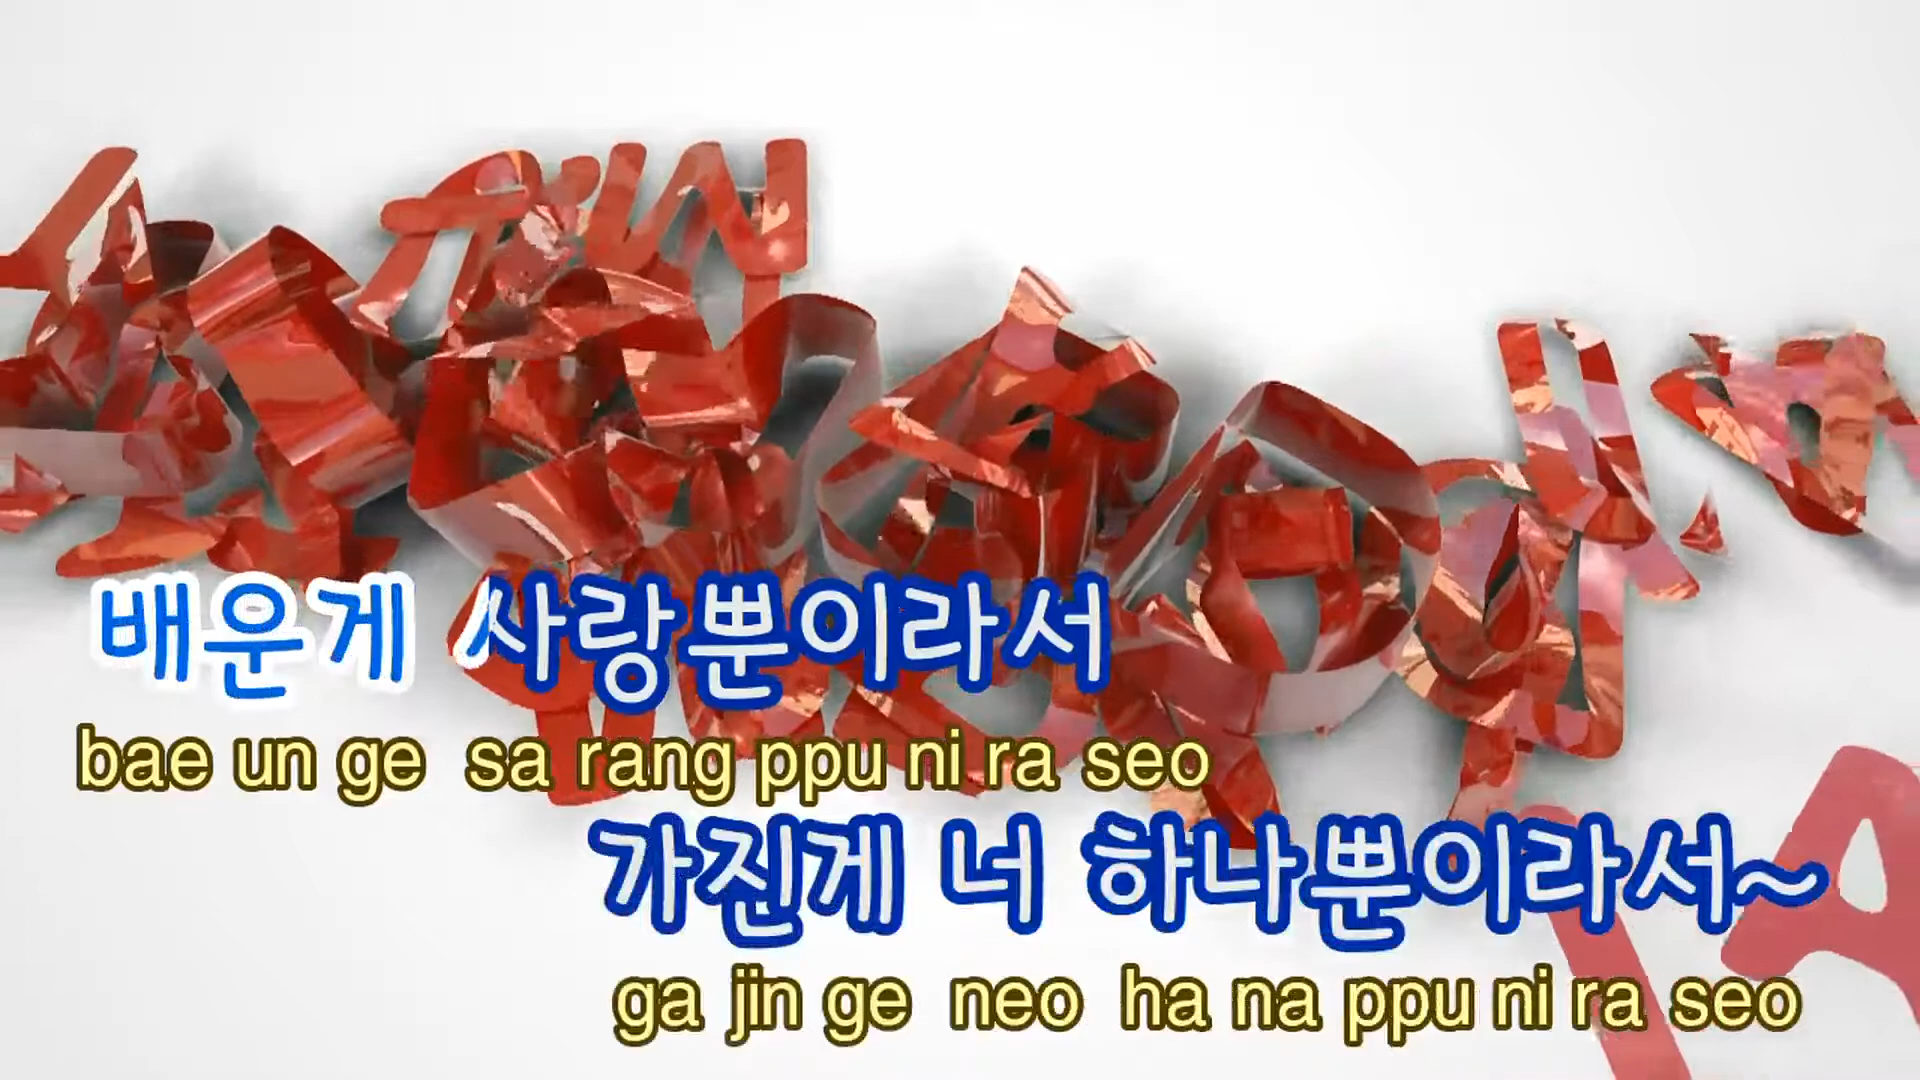 배운게 사랑뿐이라서
bae un ge sa rang ppu ni ra seo
가진게 너 하나뿐이라서~
ga jin ge neo ha na ppu ni ra seo